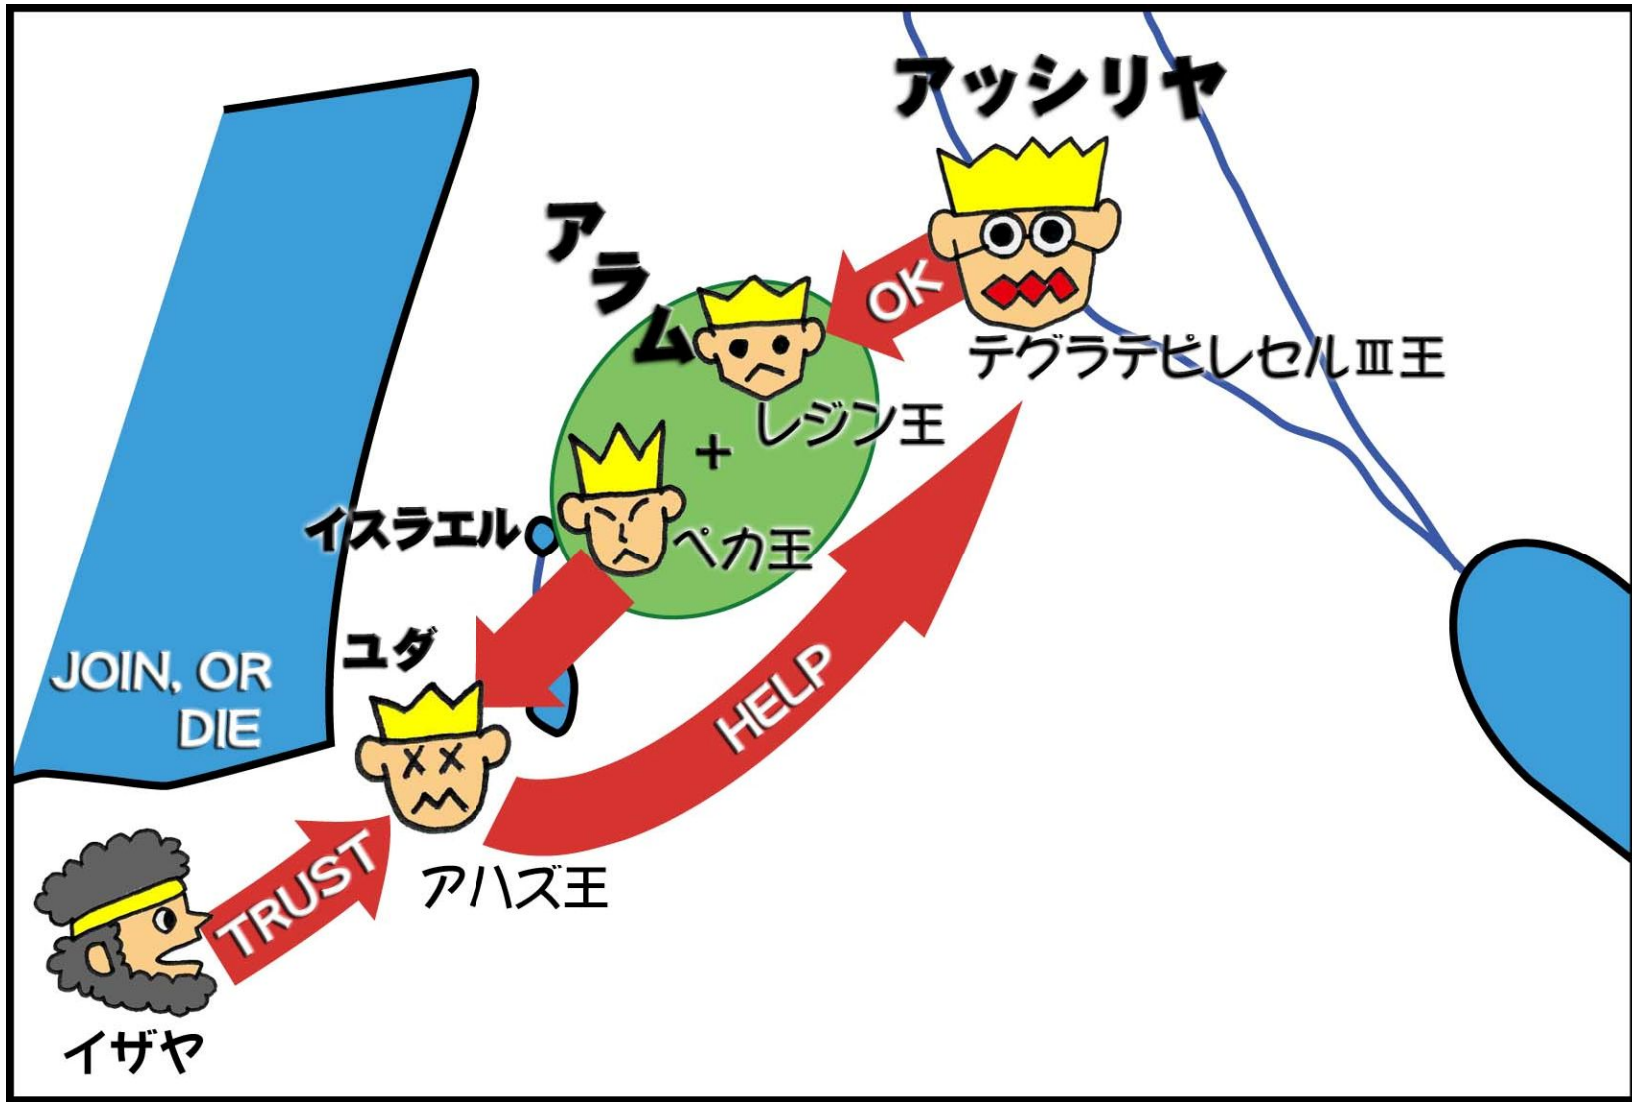 アッシリヤ
テグラテピレセルⅢ王
OK
アラム
レジン王
+
ペカ王
イスラエル
ユダ
JOIN, OR
DIE
HELP
アハズ王
TRUST
イザヤ